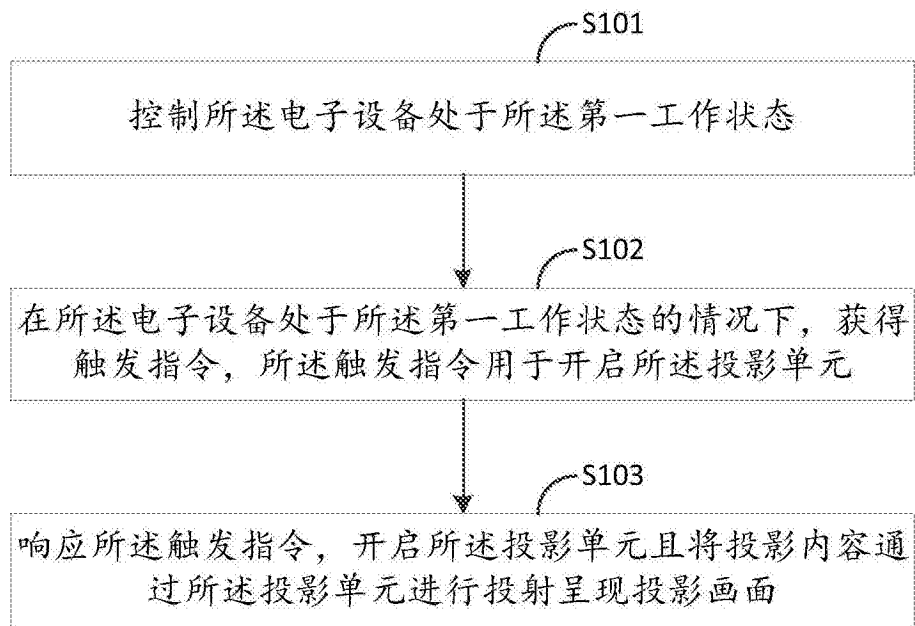 S101
控制所述电子设备处于所述第一工作状态
S102
在所述电子设备处于所述第一工作状态的情况下，获得
触发指令，所述触发指令用于开启所述投影单元
S103
响应所述触发指令，开启所述投影单元且将投影内容通
过所述投影单元进行投射呈现投影画面